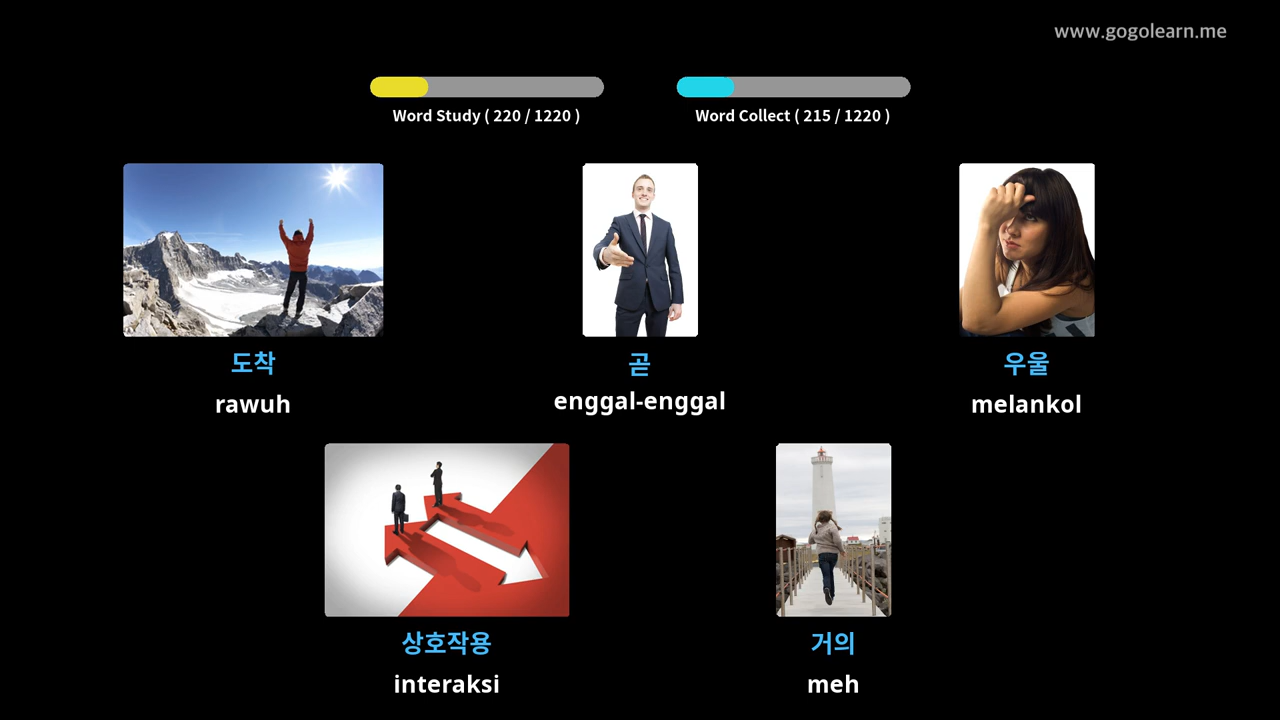 www.gogolearn.me
Word Study ( 220 / 1220 )
Word Collect ( 215 / 1220 )
도착
rawuh
곧
enggal-enggal
우울
melankol
상호작용
interaksi
거의
meh